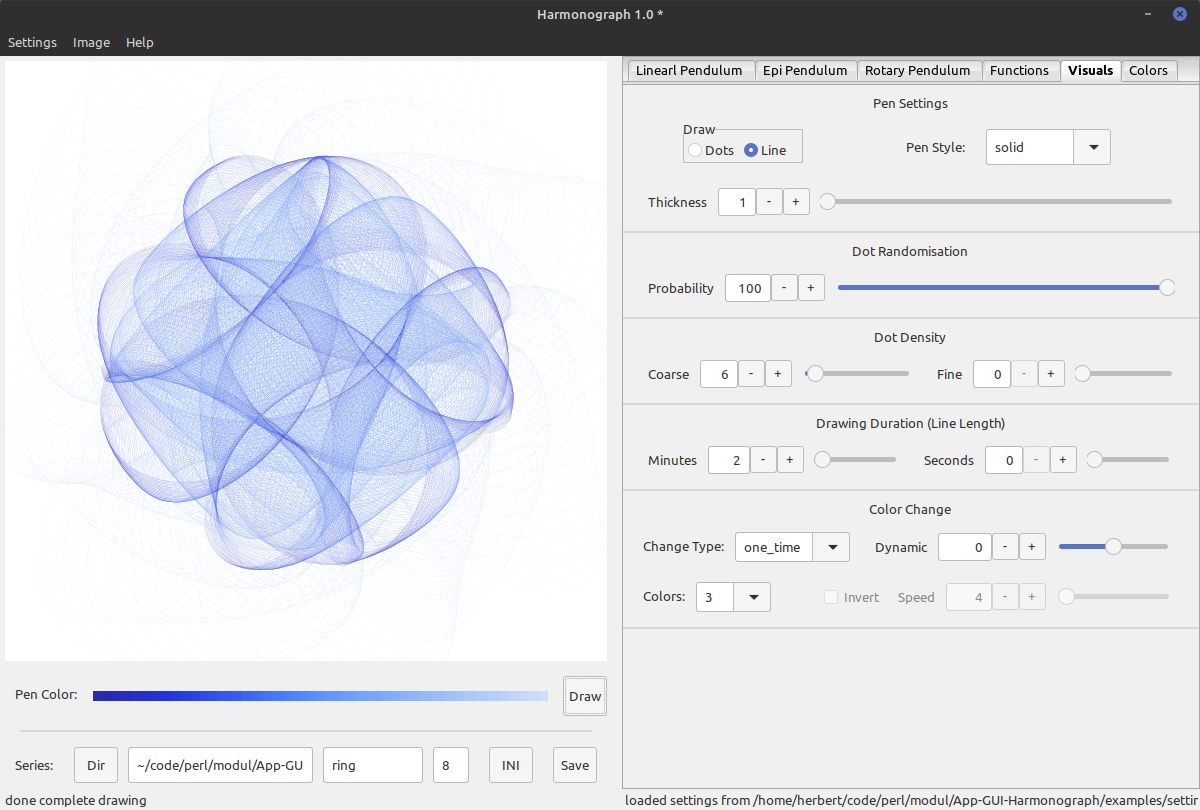 Harmonograph 1.0 *
Settings Image Help
Linearl Pendulum Epi Pendulum Rotary Pendulum Functions Visuals Colors
Pen Settings
Draw
Dots Line
Pen Style: solid
Thickness 1 - +
Dot Randomisation
Probability 100 - +
Dot Density
Coarse 6 - + Fine 0 - +
Drawing Duration (Line Length)
Minutes 2 - + Seconds 0 - +
Color Change
Change Type: one_time Dynamic 0 - +
Colors: 3 Invert Speed 4 - +
Pen Color: Draw
Series: Dir ~/code/perl/modul/App-GU ring 8 INI Save
done complete drawing
loaded settings from /home/herbert/code/perl/modul/App-GUI-Harmonograph/examples/settir